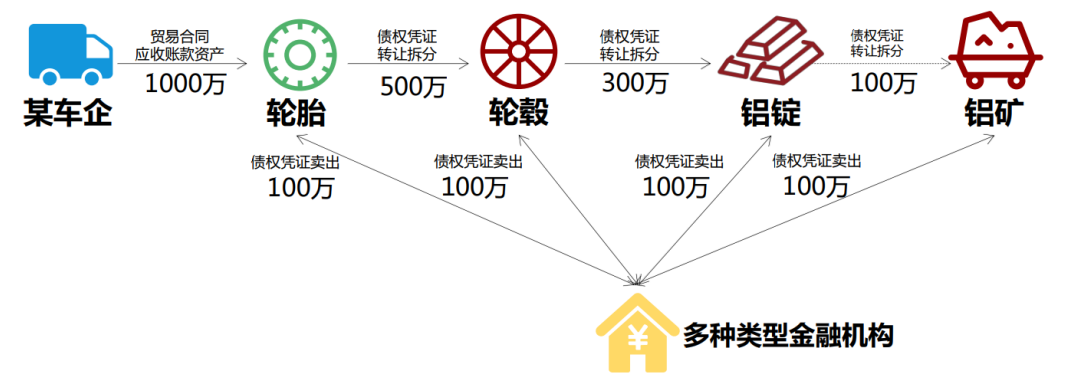 贸易合同
应收账款资产
1000万
债权凭证
转让拆分
500万
债权凭证
转让拆分
300万
债权凭证
转让拆分
100万
某车企
轮胎
轮毂
铝锭
铝矿
债权凭证卖出
100万
债权凭证卖出
100万
债权凭证卖出
100万
债权凭证卖出
100万
¥
多种类型金融机构